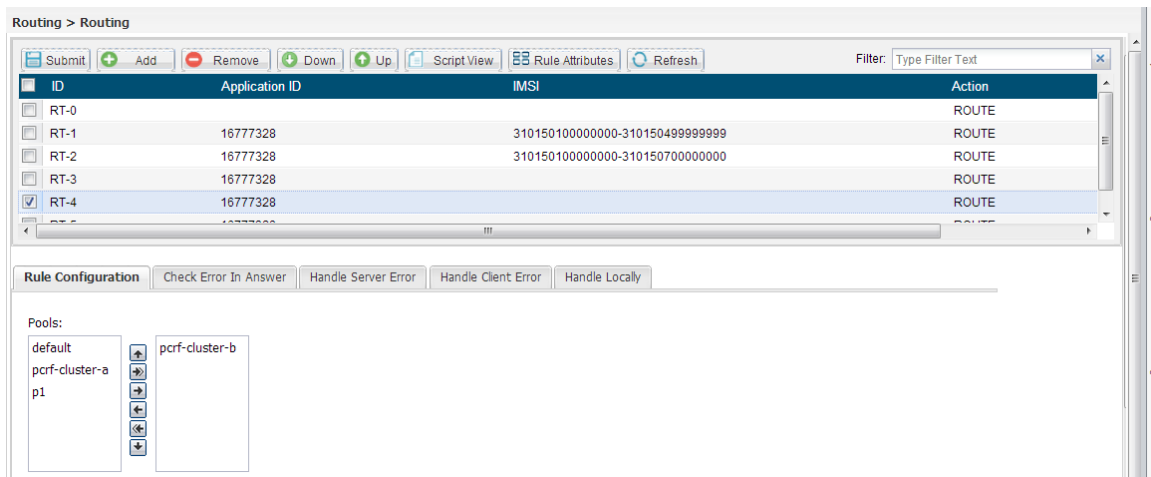 Routing > Routing
Submit Add Remove Down Up Script View Rule Attributes Refresh Filter: Type Filter Text
ID Application ID IMSI Action
RT-0 ROUTE
RT-1 16777328 310150100000000-310150499999999 ROUTE
RT-2 16777328 310150100000000-310150700000000 ROUTE
RT-3 16777328 ROUTE
RT-4 16777328 ROUTE
Rule Configuration Check Error In Answer Handle Server Error Handle Client Error Handle Locally
Pools:
default pcrf-cluster-b
pcrf-cluster-a
p1